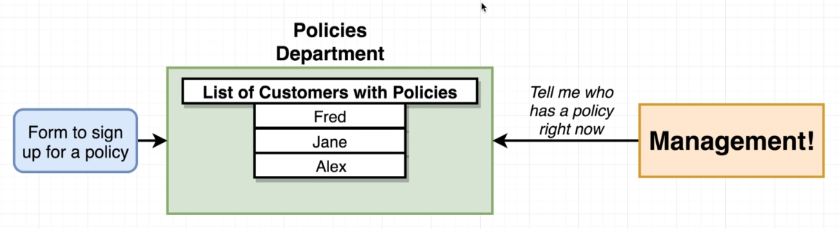 Policies
Department
List of Customers with Policies
Fred
Jane
Alex
Form to sign
up for a policy
Tell me who
has a policy
right now
Management!